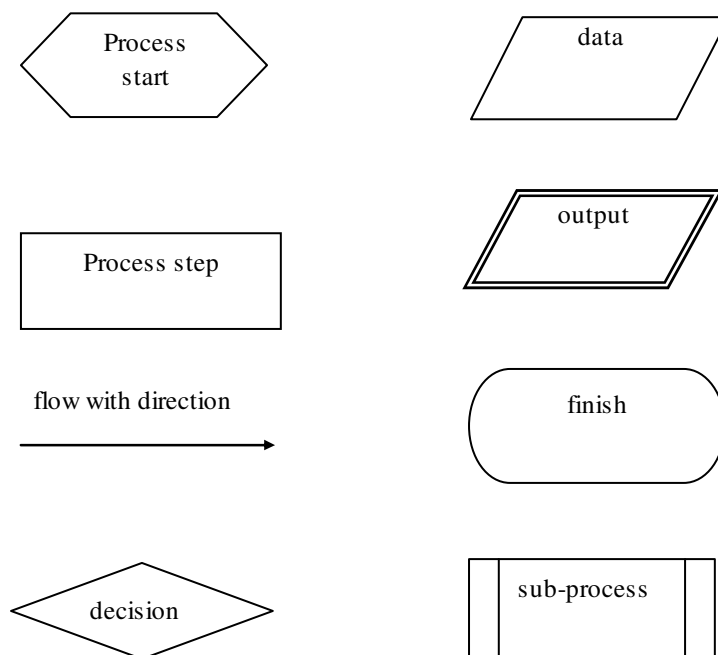 Process
start
data
Process step
output
flow with direction
finish
decision
sub-process